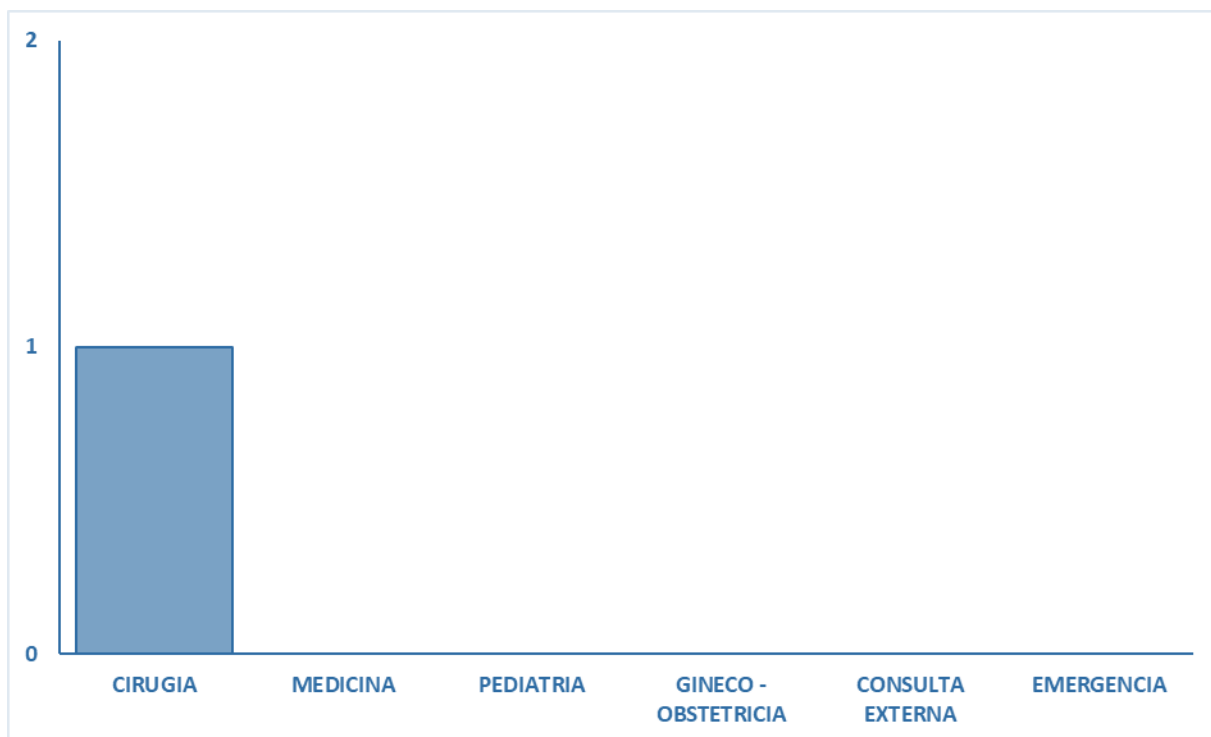 2
1
0
CIRUGIA
MEDICINA
PEDIATRIA
GINECO -
OBSTETRICIA
CONSULTA
EXTERNA
EMERGENCIA